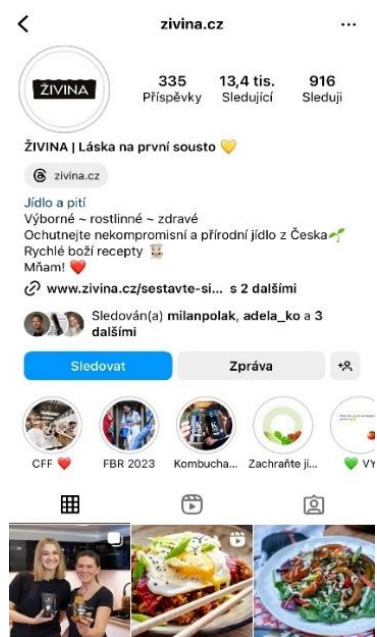 zivina.cz
ŽIVINA
335 13,4 tis. 916
Příspěvky Sledující Sleduji
ŽIVINA | Láska na první sousto
zivina.cz
Jídlo a pití
Výborné ~ rostlinné ~ zdravé
Ochutnejte nekompromisní a přírodní jídlo z Česka
Rychlé boží recepty
Mňam!
www.zivina.cz/sestavte-si... s 2 dalšími
Sledován(a) milanpolak, adela_ko a 3
dalšími
Sledovat Zpráva
CFF FBR 2023 Kombucha... Zachraňte jí... VY